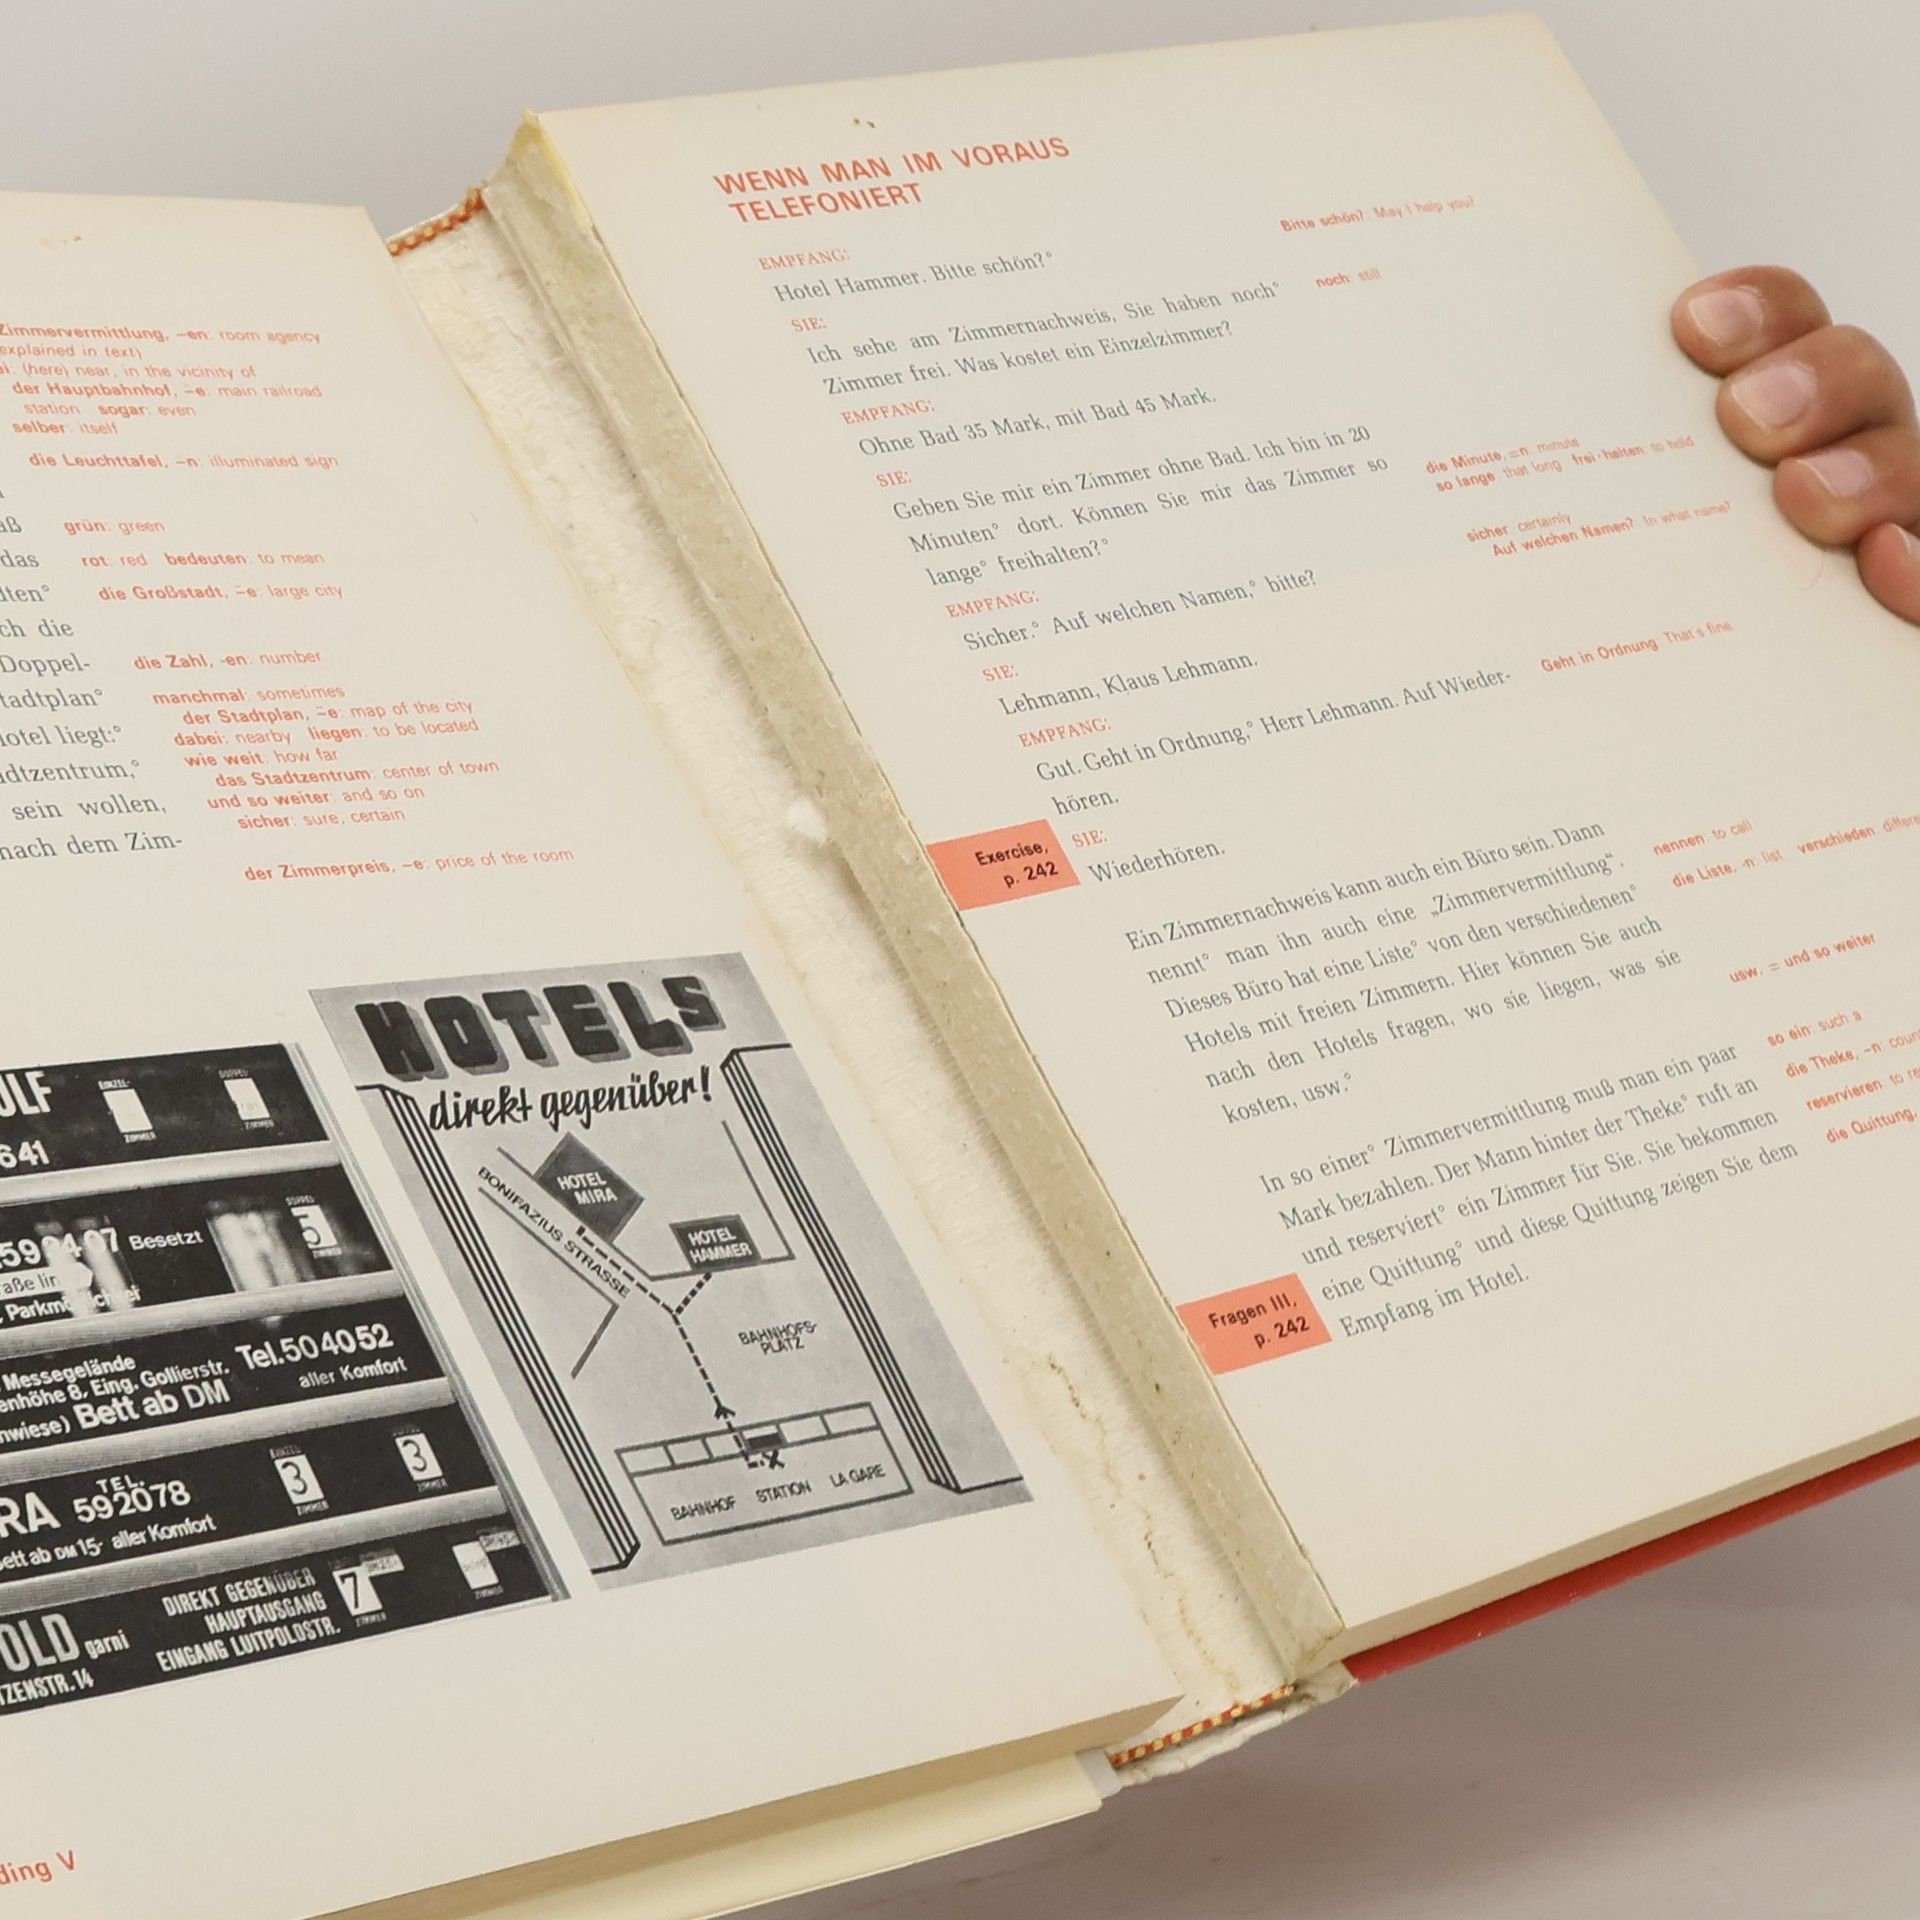 Zimmervermittlung, –en: room agency
explained in text)
(here) near, in the vicinity of
der Hauptbahnhof, ⸚e: main railroad
station sogar: even
selber: itself
die Leuchttafel, –n: illuminated sign
grün: green
das rot: red bedeuten: to mean
die Großstadt, ⸚e: large city
die
Doppel- die Zahl, -en: number
manchmal: sometimes
der Stadtplan, ⸚e: map of the city
liegt:° dabei: nearby liegen: to be located
wie weit: how far
das Stadtzentrum: center of town
sein wollen, und so weiter: and so on
sicher: sure, certain
nach dem Zim-
der Zimmerpreis, –e: price of the room
641
Besetzt
5
Messegelände
Tel. 50 40 52
Bett ab DM
aller Komfort
TEL.
59 20 78
Bett ab DM 15- aller Komfort
3
3
garni
DIREKT GEGENÜBER
HAUPTAUSGANG
EINGANG LUITPOLDSTR.
7
HOTELS
direkt gegenüber!
HOTEL
MIRA
BONIFAZIUS STRASSE
HOTEL
HAMMER
BAHNHOFS-
PLATZ
BAHNHOF STATION LA GARE
WENN MAN IM VORAUS
TELEFONIERT
EMPFANG:
Hotel Hammer. Bitte schön?°
Bitte schön?: May I help you?
SIE:
Ich sehe am Zimmernachweis, Sie haben noch°
noch: still
Zimmer frei. Was kostet ein Einzelzimmer?
EMPFANG:
Ohne Bad 35 Mark, mit Bad 45 Mark.
SIE:
Geben Sie mir ein Zimmer ohne Bad. Ich bin in 20
Minuten° dort. Können Sie mir das Zimmer so
lange° freihalten?°
die Minute, –n: minute
so lange: that long frei·halten: to hold
EMPFANG:
Sicher.° Auf welchen Namen,° bitte?
sicher: certainly
Auf welchen Namen?: In what name?
SIE:
Lehmann, Klaus Lehmann.
EMPFANG:
Gut. Geht in Ordnung,° Herr Lehmann. Auf Wieder-
hören.
Geht in Ordnung: That's fine
SIE:
Wiederhören.
Exercise,
p. 242
Ein Zimmernachweis kann auch ein Büro sein. Dann
nennt° man ihn auch eine „Zimmervermittlung“.
Dieses Büro hat eine Liste° von den verschiedenen°
Hotels mit freien Zimmern. Hier können Sie auch
nach den Hotels fragen, wo sie liegen, was sie
kosten, usw.°
nennen: to call
die Liste, -n: list verschieden:
usw. = und so weiter
In so einer° Zimmervermittlung muß man ein paar
Mark bezahlen. Der Mann hinter der Theke° ruft an
und reserviert° ein Zimmer für Sie. Sie bekommen
eine Quittung° und diese Quittung zeigen Sie dem
Empfang im Hotel.
so ein: such a
die Theke, –n:
reservieren: to
die Quittung,
Fragen III,
p. 242